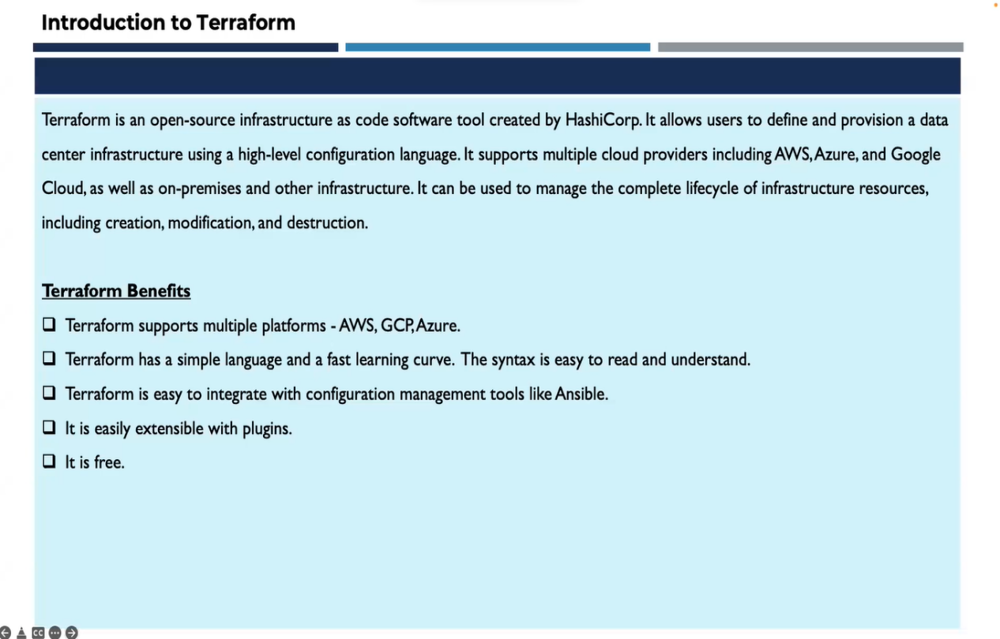 Introduction to Terraform
Terraform is an open-source infrastructure as code software tool created by HashiCorp. It allows users to define and provision a data
center infrastructure using a high-level configuration language. It supports multiple cloud providers including AWS, Azure, and Google
Cloud, as well as on-premises and other infrastructure. It can be used to manage the complete lifecycle of infrastructure resources,
including creation, modification, and destruction.
Terraform Benefits
❑ Terraform supports multiple platforms - AWS, GCP, Azure.
❑ Terraform has a simple language and a fast learning curve. The syntax is easy to read and understand.
❑ Terraform is easy to integrate with configuration management tools like Ansible.
❑ It is easily extensible with plugins.
❑ It is free.
CC